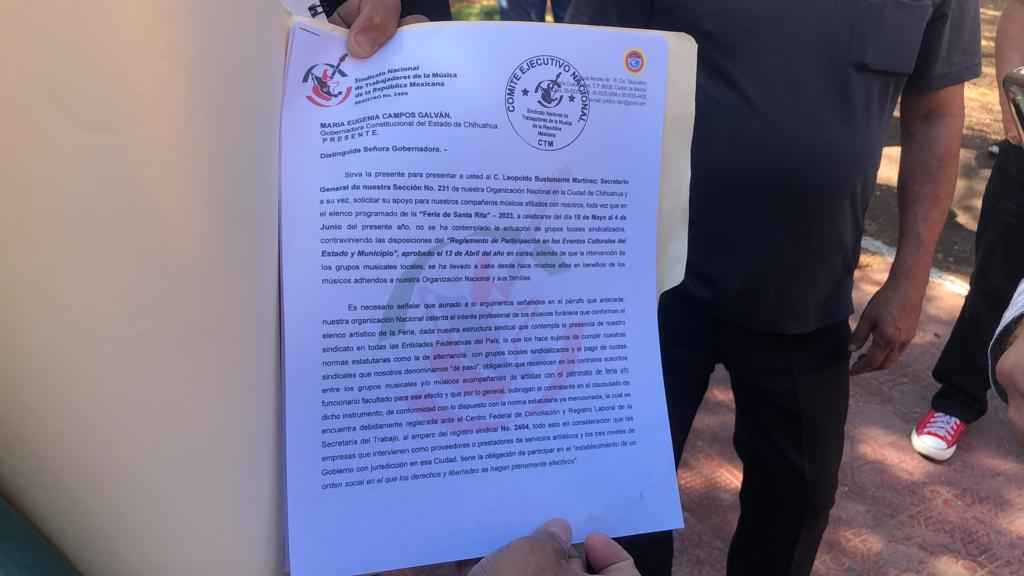 Sindicato Nacional
de Trabajadores de la Música
de la República Mexicana
REGISTRO No. 2404
COMITE EJECUTIVO NACIONAL
Sindicato Nacional de
Trabajadores de la Música
de la República
Mexicana
CTM
Montes No. 76, Col. Tabacalera
C.P. 06030, Ciudad de México
MARIA EUGENIA CAMPOS GALVÁN.
Gobernadora Constitucional del Estado de Chihuahua.
P R E S E N T E.
Distinguida Señora Gobernadora. –
Sirva la presente para presentar a usted al C. Leopoldo Bustamante Martínez; Secretario
General de nuestra Sección No. 231 de nuestra Organización Nacional en la Ciudad de Chihuahua y
a su vez, solicitar su apoyo para nuestros compañeros músicos afiliados con nosotros, toda vez que en
el elenco programado de la “Feria de Santa Rita” – 2023, a celebrarse del día 18 de Mayo al 4 de
Junio del presente año, no se ha contemplado la actuación de grupos locales sindicalizados,
contraviniendo las disposiciones del “Reglamento de Participación en los Eventos Culturales del
Estado y Municipio”, aprobado el 13 de Abril del año en curso, además de que la intervención de
los grupos musicales locales, se ha llevado a cabo desde hace muchos años en beneficio de los
músicos adheridos a nuestra Organización Nacional y sus familias.
Es necesario señalar que aunado a lo argumentos señalados en el párrafo que antecede,
nuestra organización Nacional ostenta el interés profesional de los músicos foráneos que conforman el
elenco artístico de la Feria, dada nuestra estructura sindical que contempla la presencia de nuestro
sindicato en todas las Entidades Federativas del País, lo que los hace sujetos de cumplir nuestras
normas estatutarias como la de alternancia con grupos locales sindicalizados y el pago de cuotas
sindicales que nosotros denominamos “de paso”, obligación que reconocen en los contratos suscritos
entre los grupos musicales y/o músicos acompañantes de artistas con el patronato de feria y/o
funcionario facultado para ese efecto y que por lo general, subrogan al contratante en el clausulado de
dicho instrumento, de conformidad con lo dispuesto con la norma estatutaria ya mencionada, la cual se
encuentra debidamente registrada ante el Centro Federal de Conciliación y Registro Laboral de la
Secretaría del Trabajo, al amparo del registro sindical No. 2404, todo esto en consideración que las
empresas que intervienen como proveedores o prestadores de servicios artísticos y los tres niveles de
Gobierno con jurisdicción en esa Ciudad, tiene la obligación de participar en el “establecimiento de un
orden social en el que los derechos y libertades se hagan plenamente efectivos”.
1